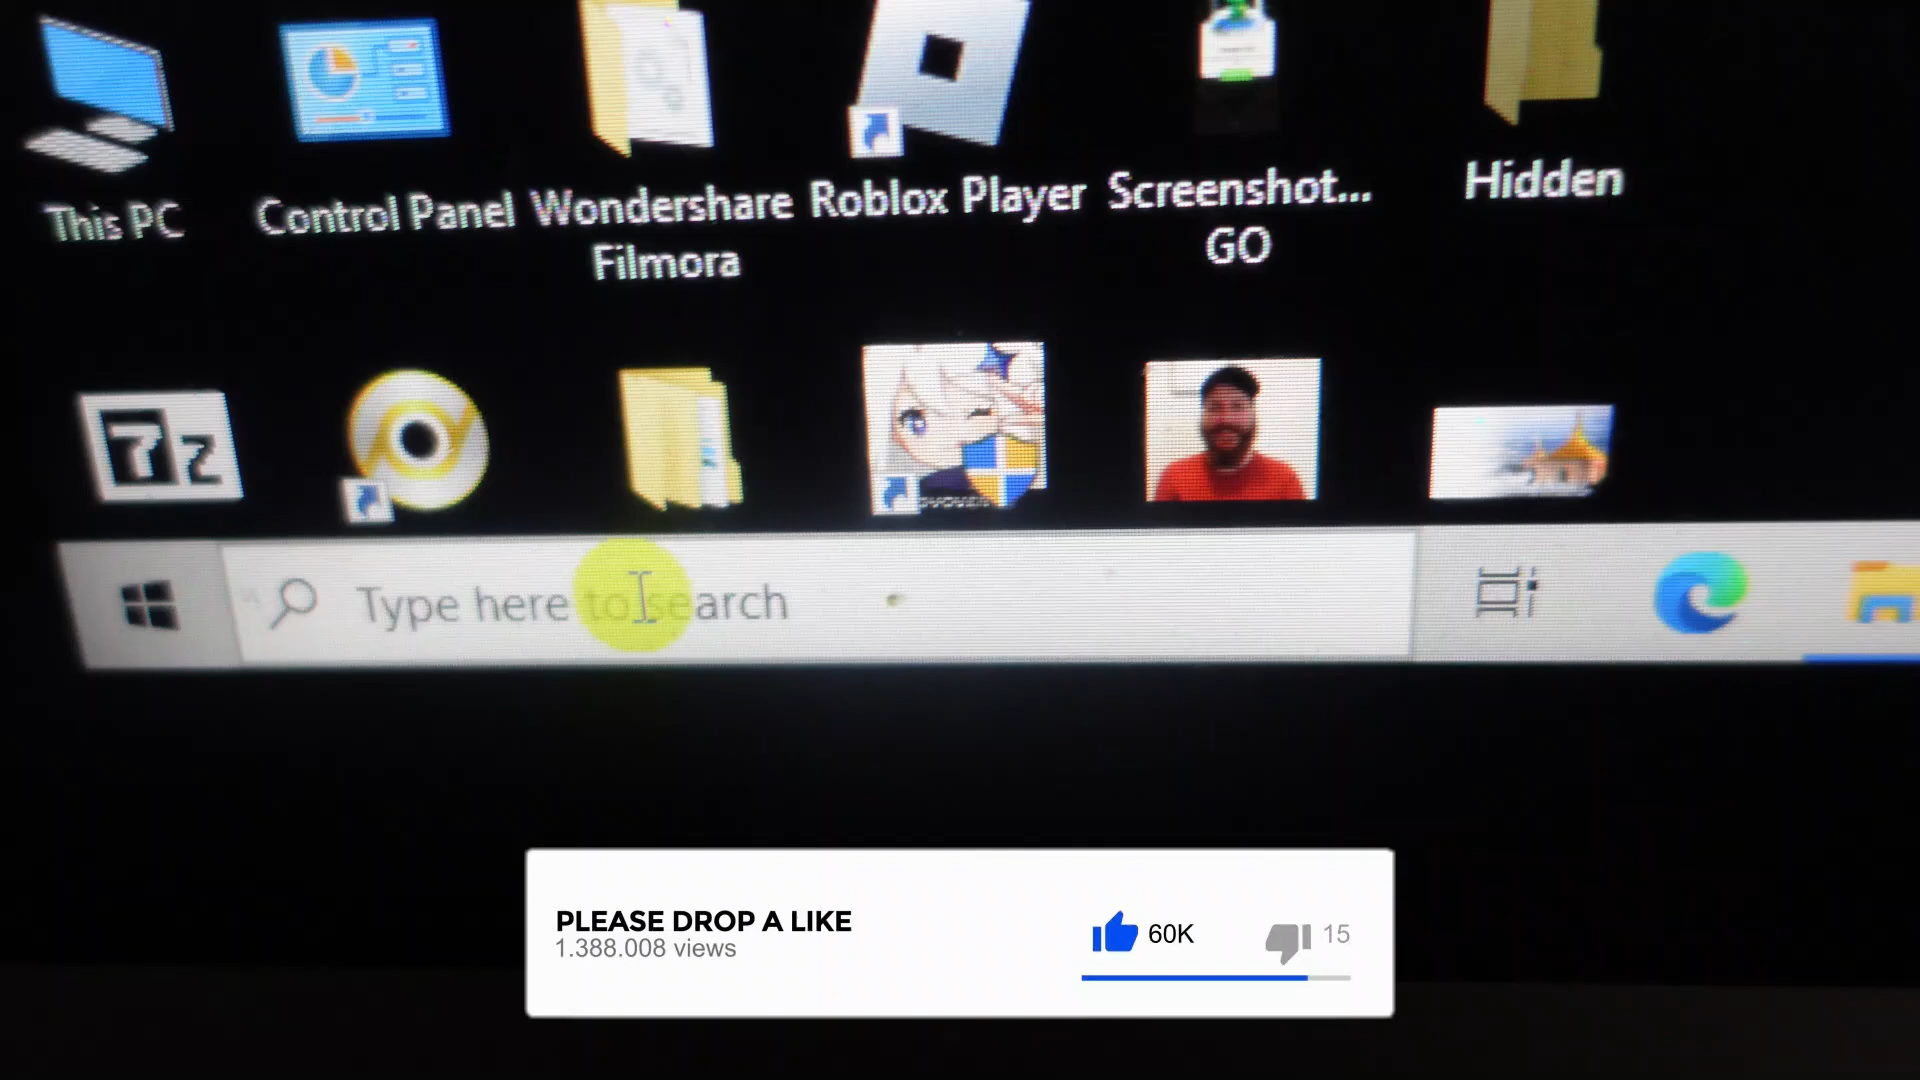 This PC
Control Panel
Wondershare
Filmora
Roblox Player
Screenshot...
GO
Hidden
7z
Type here to search
PLEASE DROP A LIKE
1.388.008 views
60K
15